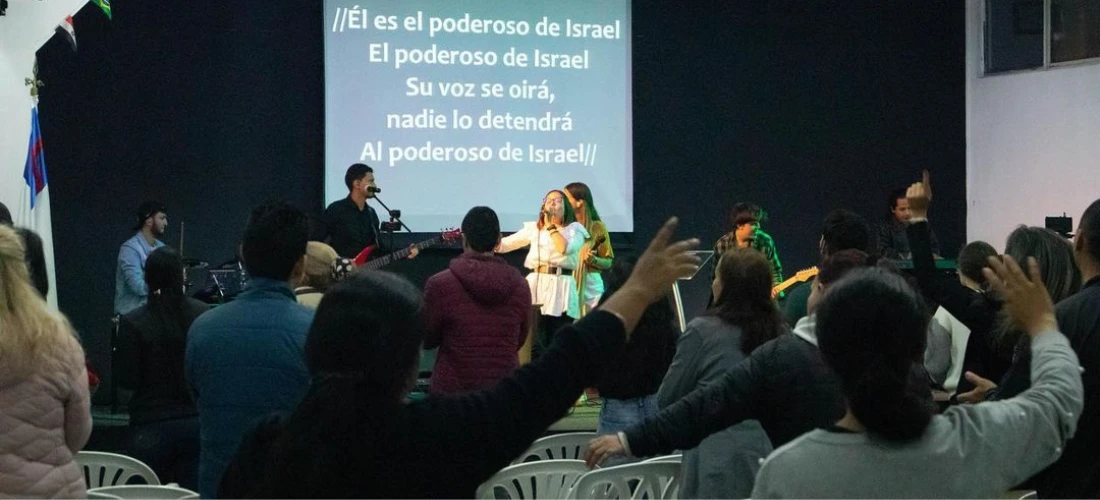 //Él es el poderoso de Israel
El poderoso de Israel
Su voz se oirá,
nadie lo detendrá
Al poderoso de Israel//